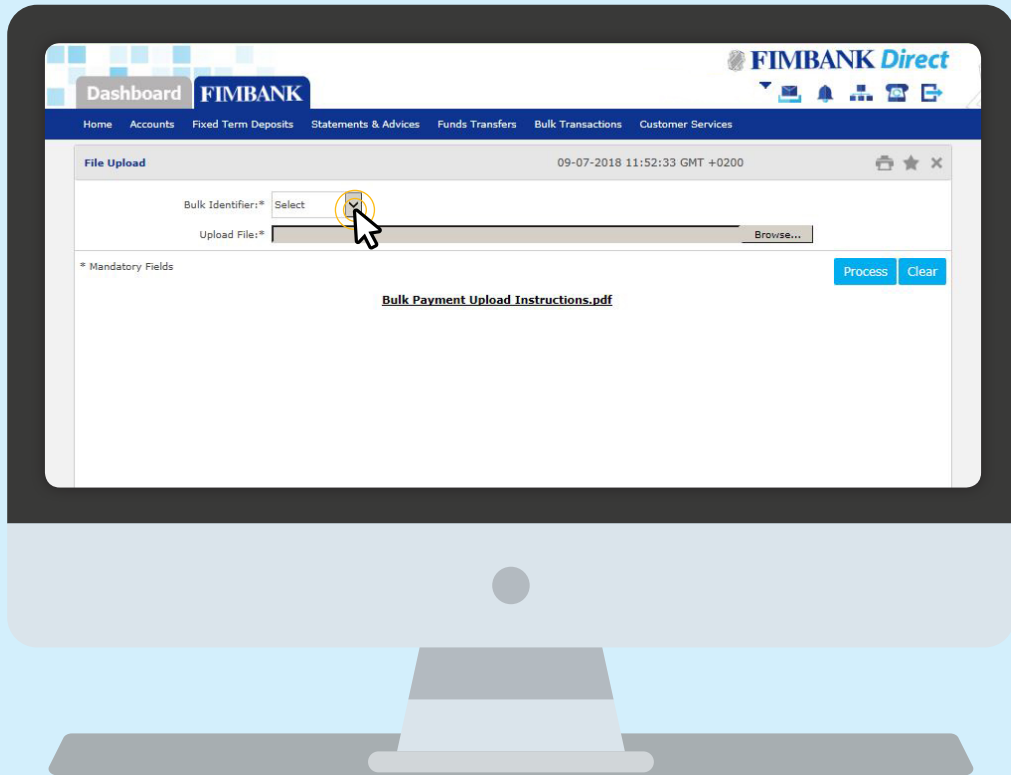 FIMBANK Direct
Dashboard FIMBANK
Home Accounts Fixed Term Deposits Statements & Advices Funds Transfers Bulk Transactions Customer Services
File Upload 09-07-2018 11:52:33 GMT +0200
Bulk Identifier:* Select
Upload File:* Browse...
* Mandatory Fields Process Clear
Bulk Payment Upload Instructions.pdf